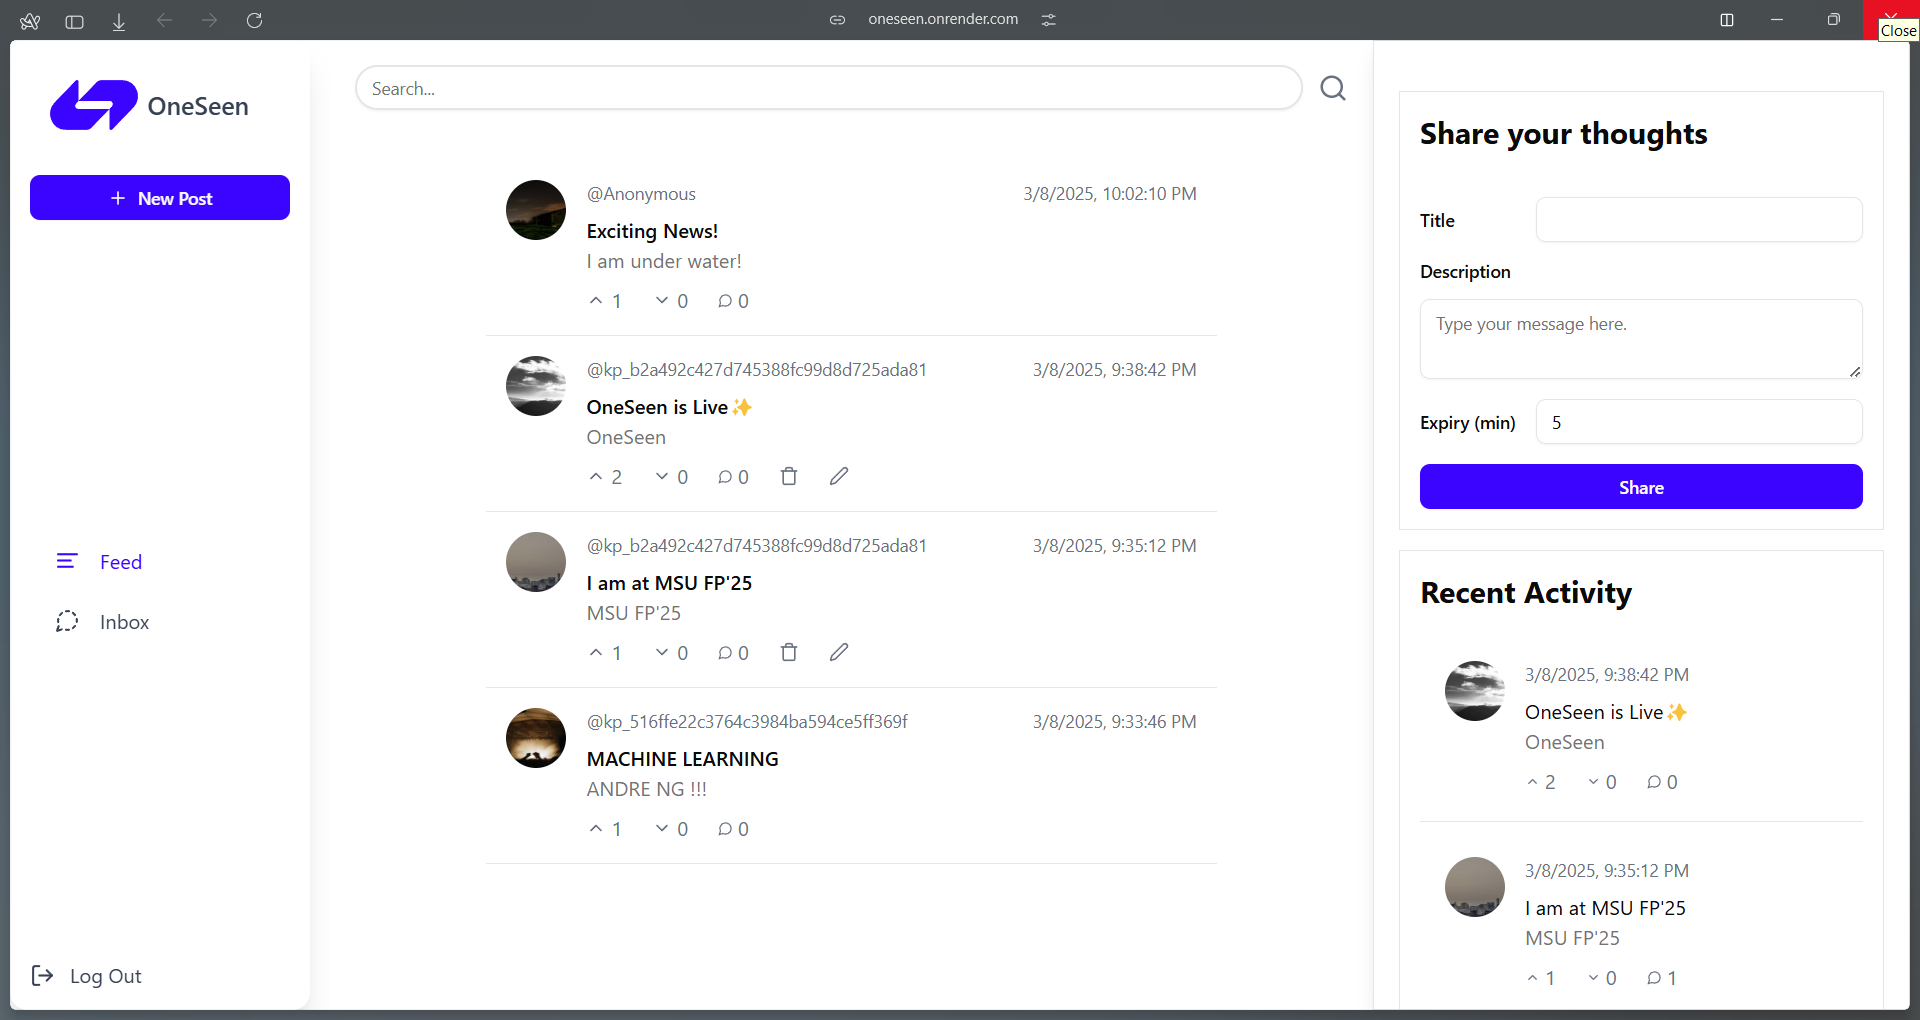 oneseen.onrender.com
Close
OneSeen
+ New Post
Feed
Inbox
Log Out
Search...
@Anonymous 3/8/2025, 10:02:10 PM
Exciting News!
I am under water!
1 0 0
@kp_b2a492c427d745388fc99d8d725ada81 3/8/2025, 9:38:42 PM
OneSeen is Live✨
OneSeen
2 0 0
@kp_b2a492c427d745388fc99d8d725ada81 3/8/2025, 9:35:12 PM
I am at MSU FP'25
MSU FP'25
1 0 0
@kp_516ffe22c3764c3984ba594ce5ff369f 3/8/2025, 9:33:46 PM
MACHINE LEARNING
ANDRE NG !!!
1 0 0
Share your thoughts
Title
Description
Type your message here.
Expiry (min) 5
Share
Recent Activity
3/8/2025, 9:38:42 PM
OneSeen is Live✨
OneSeen
2 0 0
3/8/2025, 9:35:12 PM
I am at MSU FP'25
MSU FP'25
1 0 1